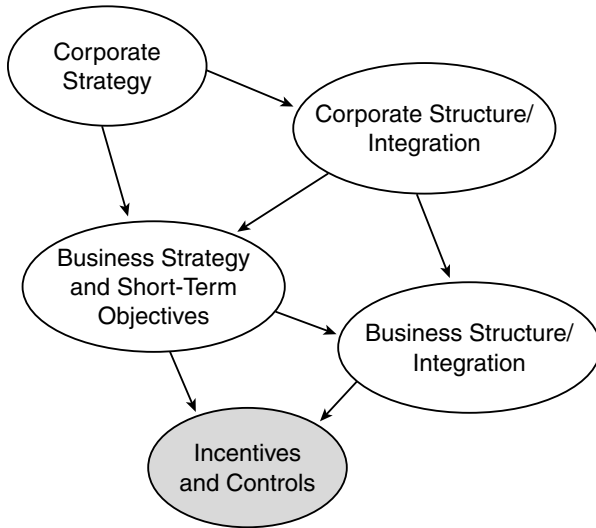 Corporate
Strategy
Corporate Structure/
Integration
Business Strategy
and Short-Term
Objectives
Business Structure/
Integration
Incentives
and Controls